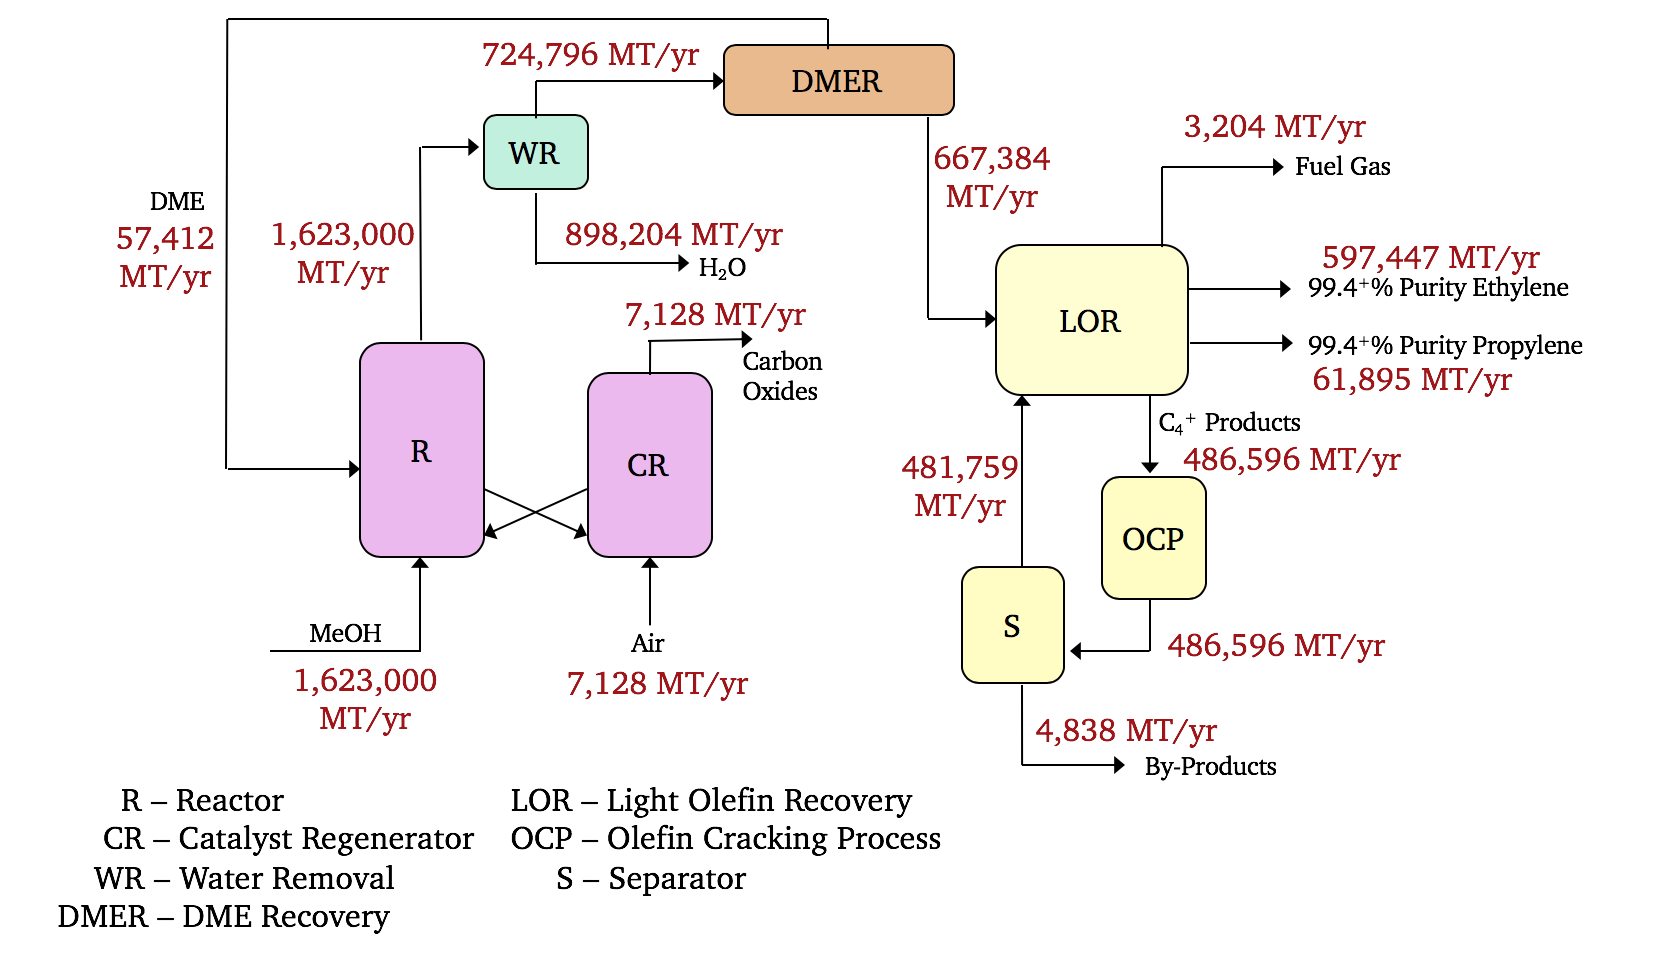 724,796 MT/yr
DMER
WR
3,204 MT/yr
Fuel Gas
667,384
MT/yr
DME
57,412
MT/yr
1,623,000
MT/yr
898,204 MT/yr
H₂O
597,447 MT/yr
99.4⁺% Purity Ethylene
LOR
99.4⁺% Purity Propylene
61,895 MT/yr
7,128 MT/yr
Carbon
Oxides
C₄⁺ Products
486,596 MT/yr
R
CR
481,759
MT/yr
OCP
S
486,596 MT/yr
MeOH
1,623,000
MT/yr
Air
7,128 MT/yr
4,838 MT/yr
By-Products
R – Reactor
CR – Catalyst Regenerator
WR – Water Removal
DMER – DME Recovery
LOR – Light Olefin Recovery
OCP – Olefin Cracking Process
S – Separator